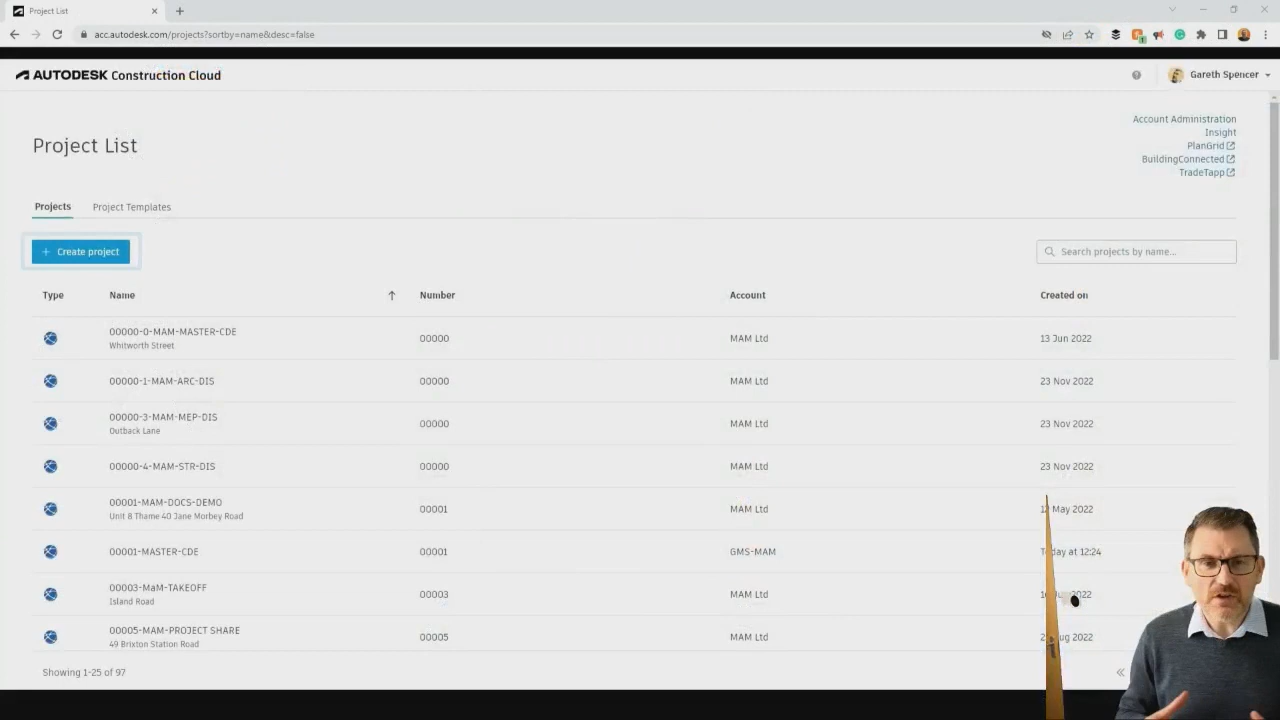 Project List
acc.autodesk.com/projects?sortby=name&desc=false
AUTODESK Construction Cloud
Gareth Spencer
Project List
Account Administration
Insight
PlanGrid
BuildingConnected
TradeTapp
Projects
Project Templates
+ Create project
Search projects by name...
Type Name Number Account Created on
00000-0-MAM-MASTER-CDE 00000 MAM Ltd 13 Jun 2022
Whitworth Street
00000-1-MAM-ARC-DIS 00000 MAM Ltd 23 Nov 2022
00000-3-MAM-MEP-DIS 00000 MAM Ltd 23 Nov 2022
Outback Lane
00000-4-MAM-STR-DIS 00000 MAM Ltd 23 Nov 2022
00001-MAM-DOCS-DEMO 00001 MAM Ltd May 2022
Unit 8 Thame 40 Jane Morbey Road
00001-MASTER-CDE 00001 GMS-MAM Today at 12:24
00003-MaM-TAKEOFF 00003 MAM Ltd 2022
Island Road
00005-MAM-PROJECT SHARE 00005 MAM Ltd Aug 2022
49 Brixton Station Road
Showing 1-25 of 97